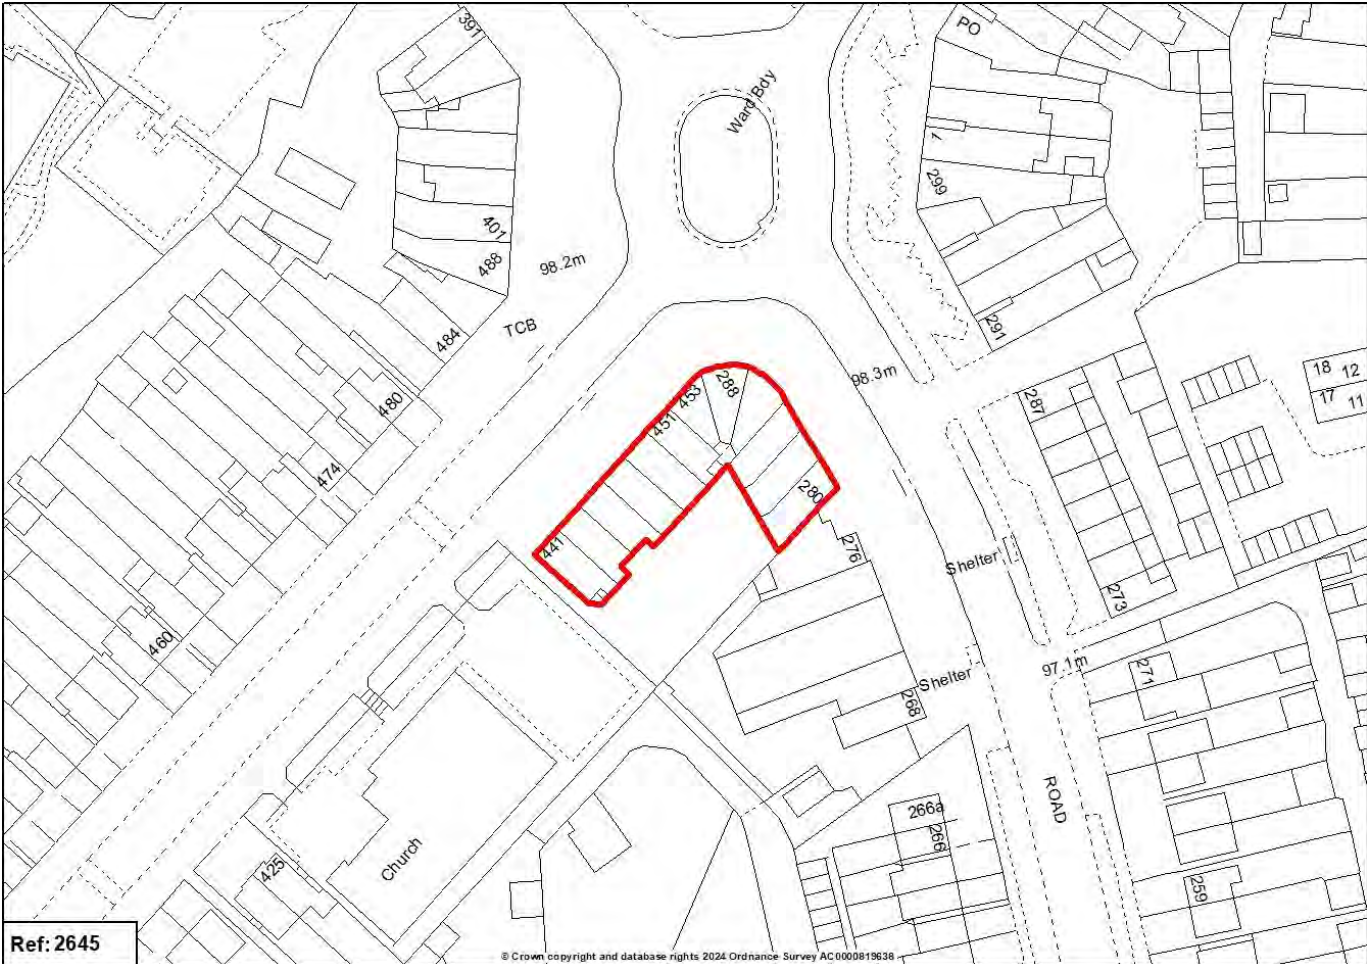 391
PO
Ward Bdy
299
401
488
98.2m
TCB
484
291
98.3m
18 12
17 11
288
453
451
287
480
474
280
441
276
Shelter
273
460
97.1m
271
Shelter
268
ROAD
266a
266
Church
425
259
Ref: 2645
© Crown copyright and database rights 2024 Ordnance Survey AC0000819638